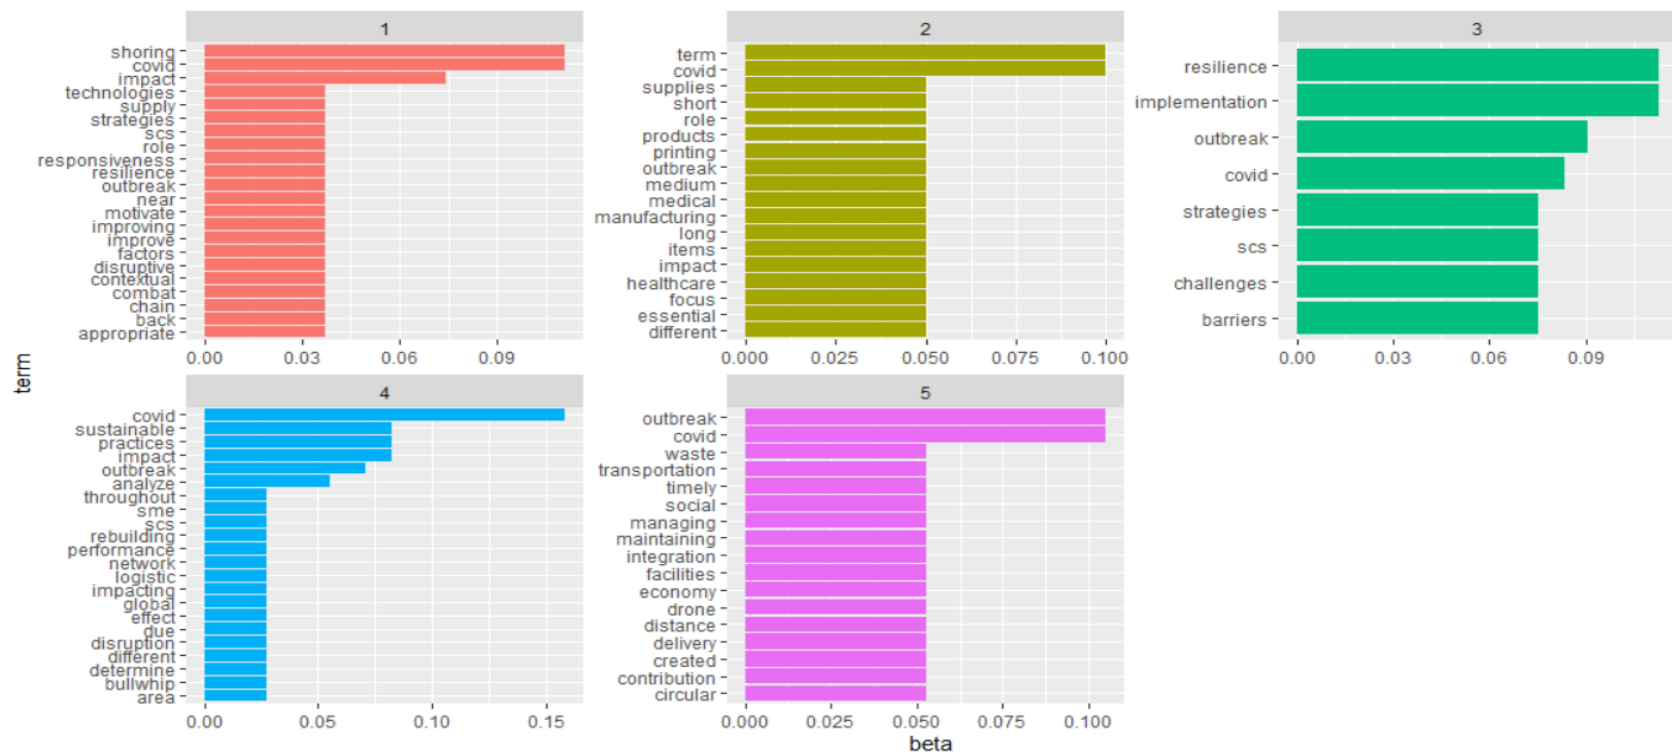 1
shoring
covid
impact
technologies
supply
strategies
scs
role
responsiveness
resilience
outbreak
near
motivate
improving
improve
factors
disruptive
contextual
combat
chain
back
appropriate
0.00 0.03 0.06 0.09
2
term
covid
supplies
short
role
products
printing
outbreak
medium
medical
manufacturing
long
items
impact
healthcare
focus
essential
different
0.000 0.025 0.050 0.075 0.100
3
resilience
implementation
outbreak
covid
strategies
scs
challenges
barriers
0.00 0.03 0.06 0.09
term
4
covid
sustainable
practices
impact
outbreak
analyze
throughout
sme
scs
rebuilding
performance
network
logistic
impacting
global
effect
due
disruption
different
determine
bullwhip
area
0.00 0.05 0.10 0.15
5
outbreak
covid
waste
transportation
timely
social
managing
maintaining
integration
facilities
economy
drone
distance
delivery
created
contribution
circular
0.000 0.025 0.050 0.075 0.100
beta